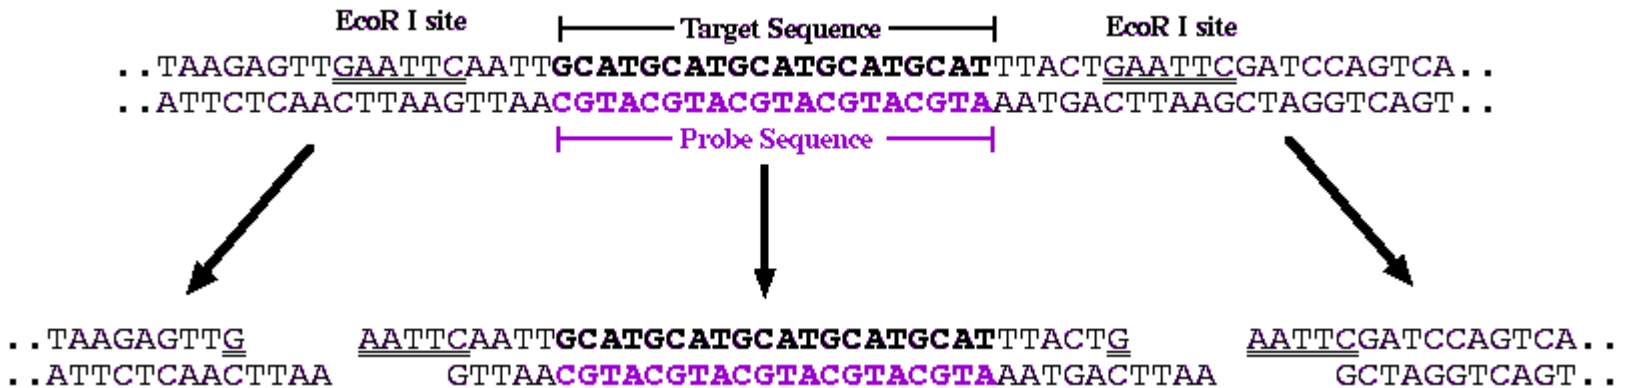 EcoR I site Target Sequence EcoR I site
..TAAGAGTTGAATTCAATTGCATGCATGCATGCATGCATTTACTGAATTCGATCCAGTCA..
..ATTCTCAACTTAAGTTAACGTACGTACGTACGTACGTAAATGACTTAAGCTAGGTCAGT..
Probe Sequence
..TAAGAGTTG AATTCAATTGCATGCATGCATGCATGCATTTACTG AATTCGATCCAGTCA..
..ATTCTCAACTTAA GTTAACGTACGTACGTACGTACGTAAATGACTTAA GCTAGGTCAGT..